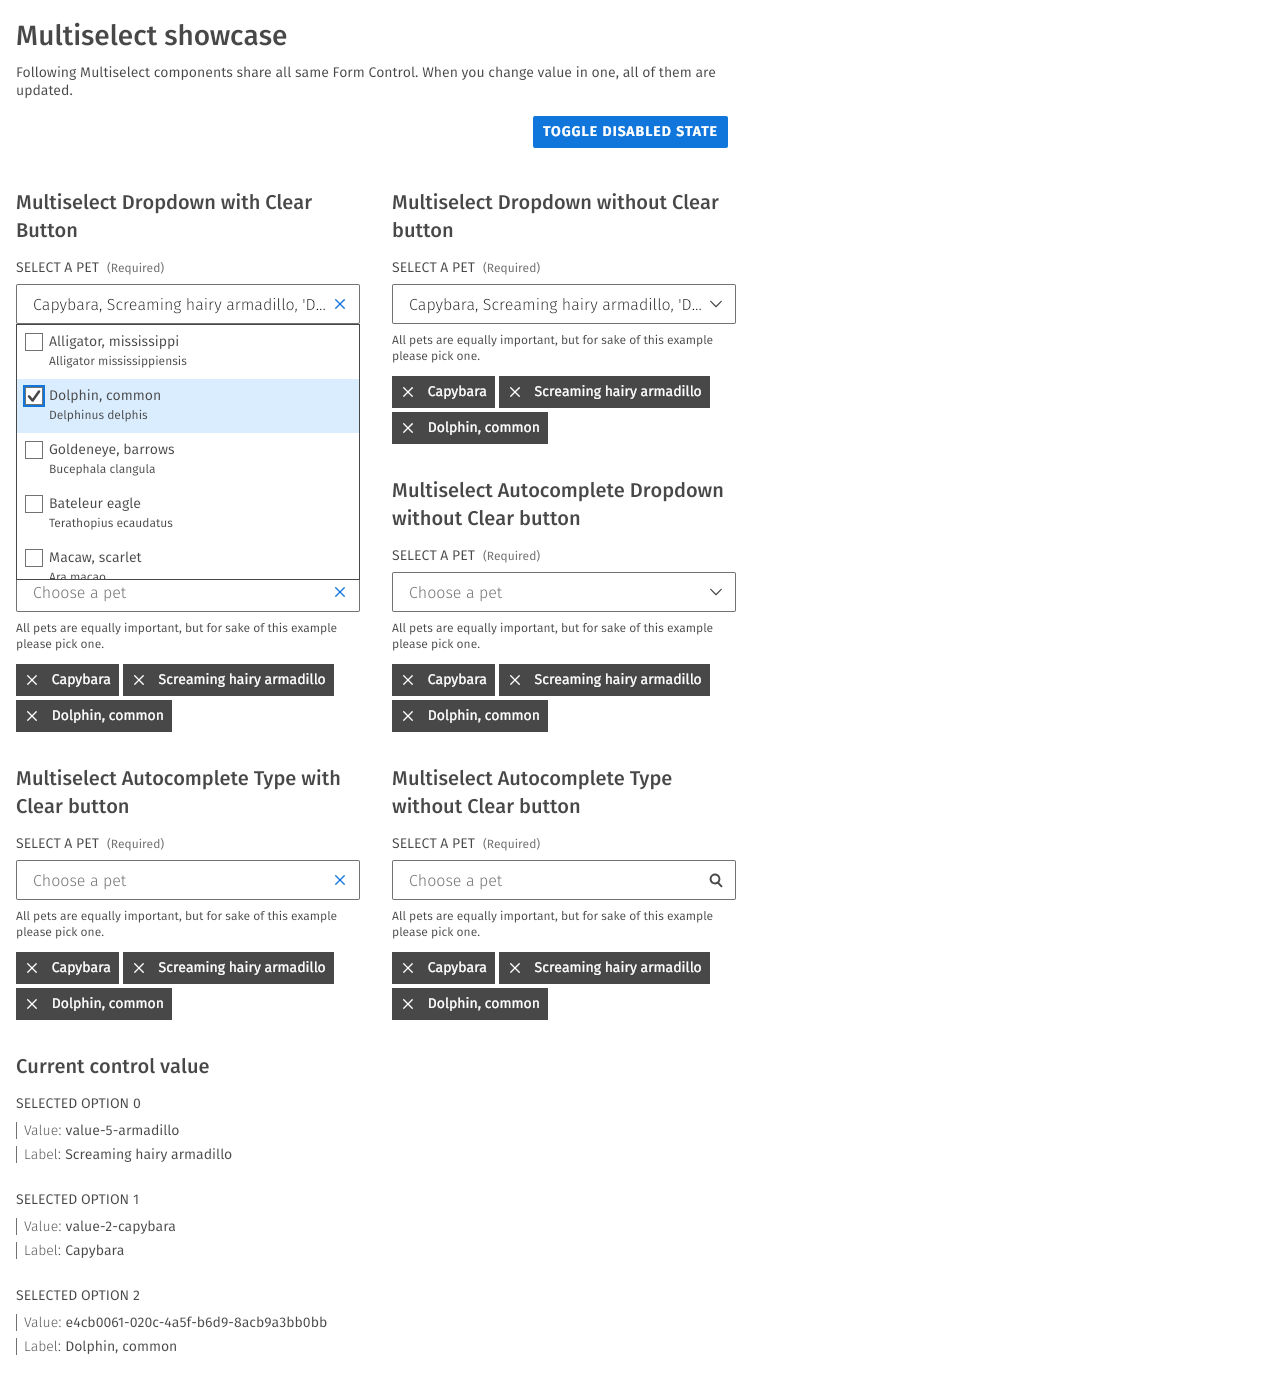 Multiselect showcase
Following Multiselect components share all same Form Control. When you change value in one, all of them are
updated.
TOGGLE DISABLED STATE
Multiselect Dropdown with Clear
Button
SELECT A PET (Required)
Capybara, Screaming hairy armadillo, 'D...
Alligator, mississippi
Alligator mississippiensis
Dolphin, common
Delphinus delphis
Goldeneye, barrows
Bucephala clangula
Bateleur eagle
Terathopius ecaudatus
Macaw, scarlet
Ara macao
Choose a pet
All pets are equally important, but for sake of this example
please pick one.
Capybara
Screaming hairy armadillo
Dolphin, common
Multiselect Dropdown without Clear
button
SELECT A PET (Required)
Capybara, Screaming hairy armadillo, 'D...
All pets are equally important, but for sake of this example
please pick one.
Capybara
Screaming hairy armadillo
Dolphin, common
Multiselect Autocomplete Dropdown
without Clear button
SELECT A PET (Required)
Choose a pet
All pets are equally important, but for sake of this example
please pick one.
Capybara
Screaming hairy armadillo
Dolphin, common
Multiselect Autocomplete Type with
Clear button
SELECT A PET (Required)
Choose a pet
All pets are equally important, but for sake of this example
please pick one.
Capybara
Screaming hairy armadillo
Dolphin, common
Multiselect Autocomplete Type
without Clear button
SELECT A PET (Required)
Choose a pet
All pets are equally important, but for sake of this example
please pick one.
Capybara
Screaming hairy armadillo
Dolphin, common
Current control value
SELECTED OPTION 0
Value: value-5-armadillo
Label: Screaming hairy armadillo
SELECTED OPTION 1
Value: value-2-capybara
Label: Capybara
SELECTED OPTION 2
Value: e4cb0061-020c-4a5f-b6d9-8acb9a3bb0bb
Label: Dolphin, common